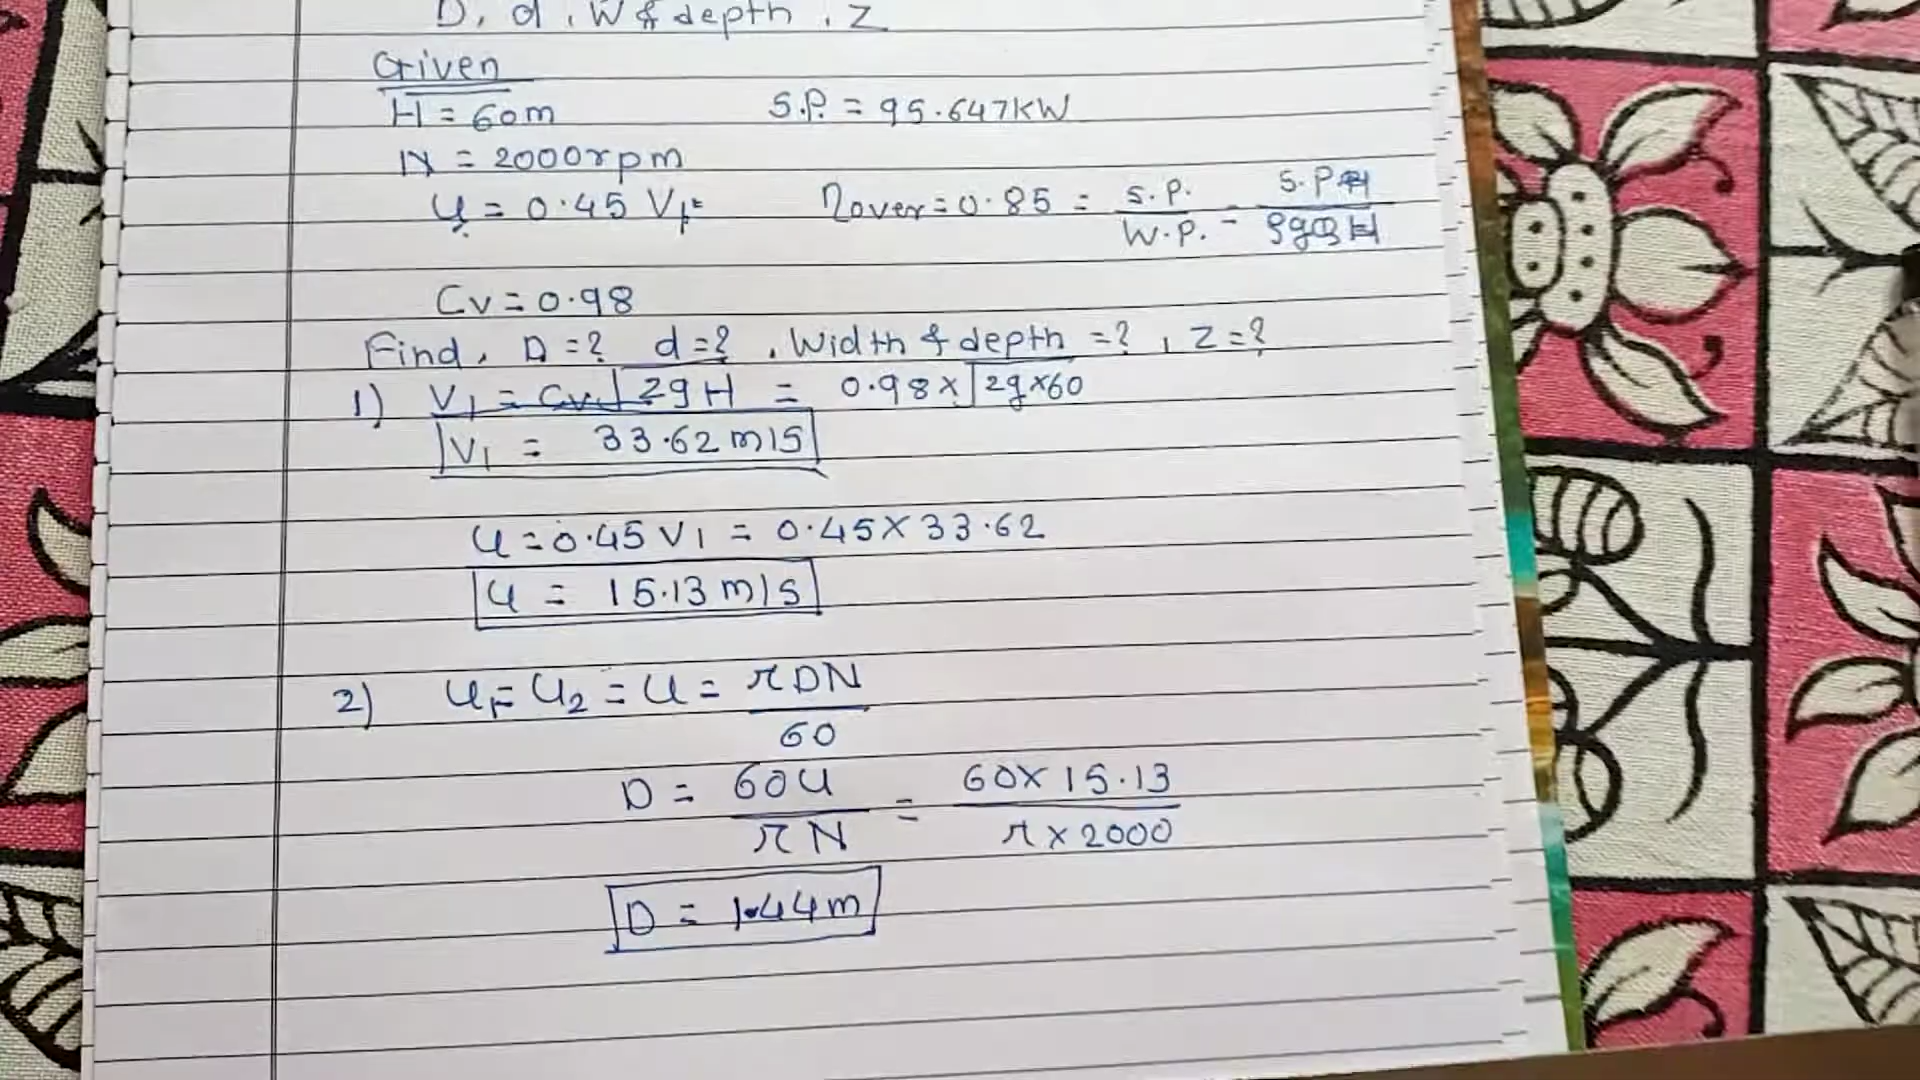 D, d, W & depth, Z
Given
H = 60m S.P. = 95.647KW
N = 2000rpm
u = 0.45 V1 ηover = 0.85 = S.P. / W.P. = S.P. / ρgQH
Cv = 0.98
Find, D = ? d = ?, Width & depth = ?, Z = ?
1) V1 = Cv √2gH = 0.98 × √2g×60
V1 = 33.62 m/s
u = 0.45 V1 = 0.45 × 33.62
u = 15.13 m/s
2) u1 = u2 = u = πDN / 60
D = 60u / πN = 60 × 15.13 / π × 2000
D = 1.44m